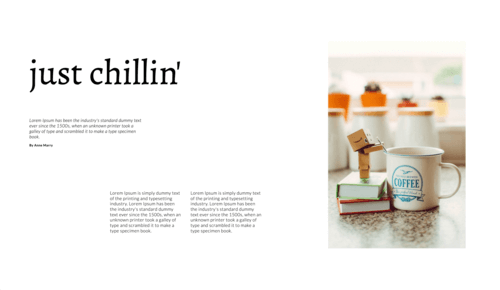 just chillin'
Lorem Ipsum has been the industry's standard dummy text
ever since the 1500s, when an unknown printer took a
galley of type and scrambled it to make a type specimen
book.
By Anne Marry
Lorem Ipsum is simply dummy text
of the printing and typesetting
industry. Lorem Ipsum has been
the industry's standard dummy
text ever since the 1500s, when an
unknown printer took a galley of
type and scrambled it to make a
type specimen book.
Lorem Ipsum is simply dummy text
of the printing and typesetting
industry. Lorem Ipsum has been
the industry's standard dummy
text ever since the 1500s, when an
unknown printer took a galley of
type and scrambled it to make a
type specimen book.
COFFEE